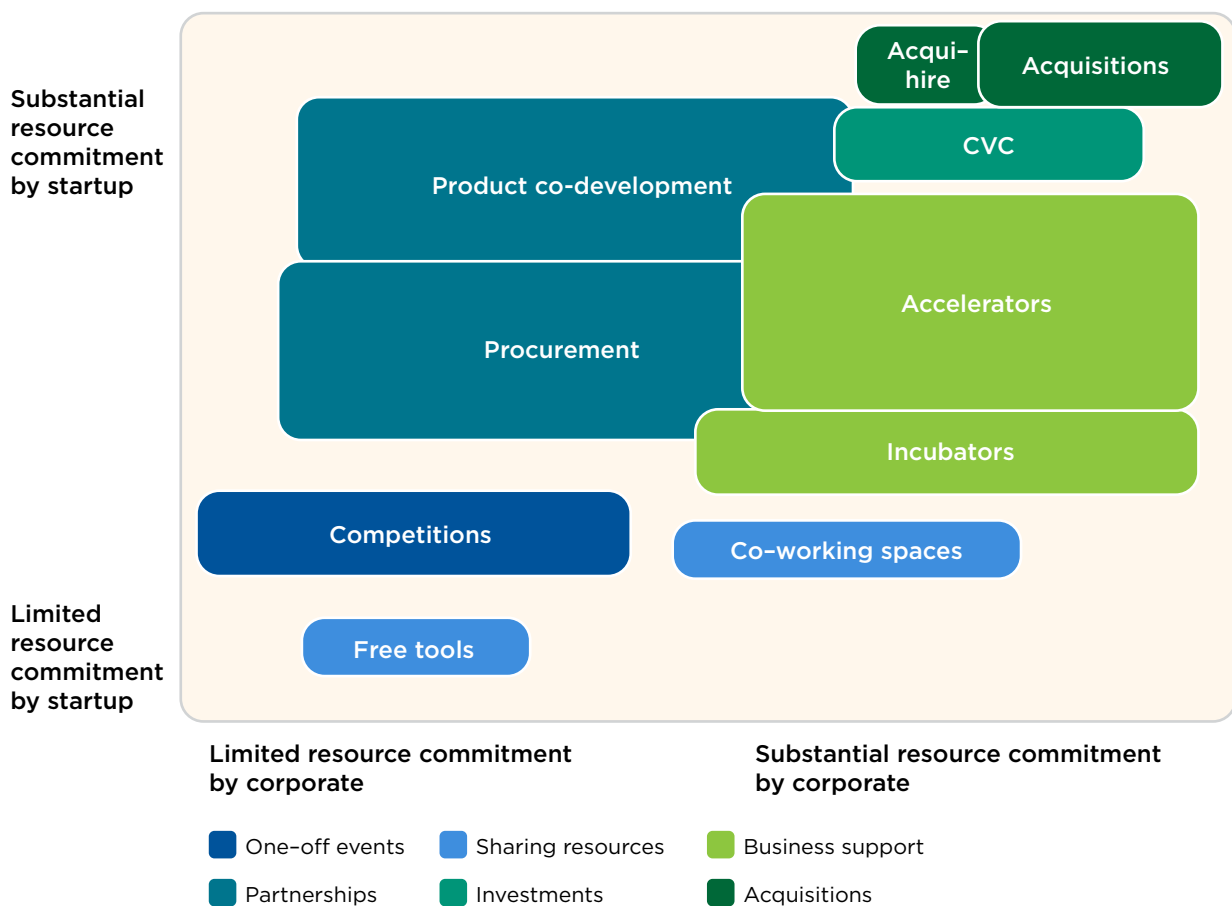 Substantial
resource
commitment
by startup
Acqui–
hire
Acquisitions
CVC
Product co-development
Accelerators
Procurement
Incubators
Competitions
Co–working spaces
Limited
resource
commitment
by startup
Free tools
Limited resource commitment
by corporate
Substantial resource commitment
by corporate
One–off events
Sharing resources
Business support
Partnerships
Investments
Acquisitions